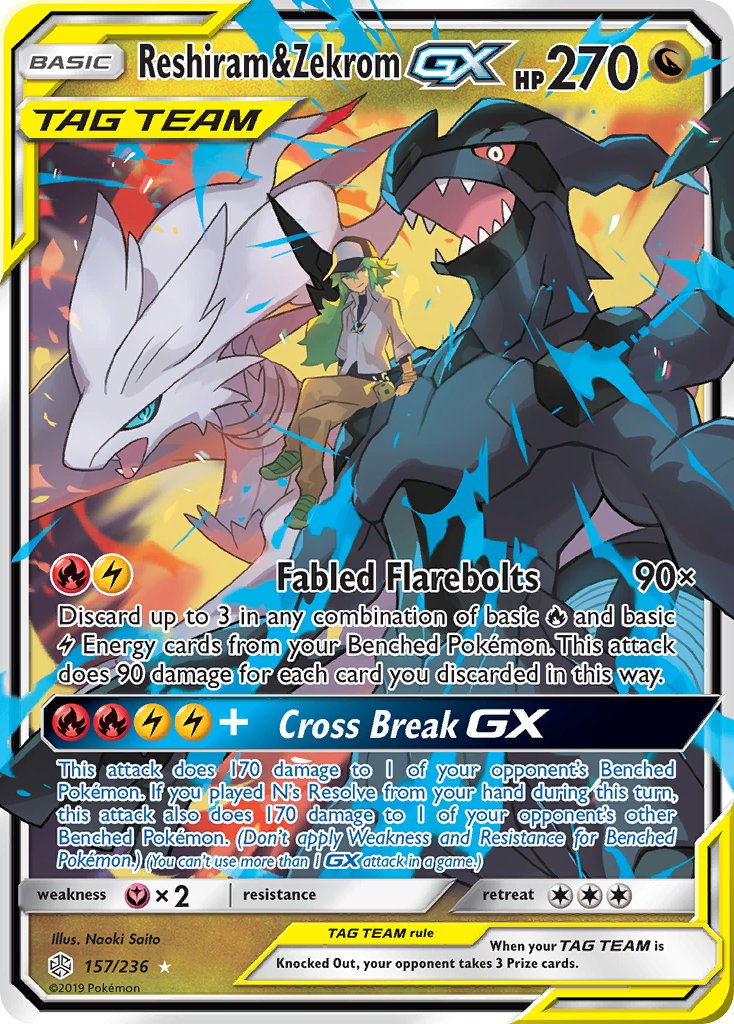 BASIC Reshiram&Zekrom GX HP 270
TAG TEAM
Fabled Flarebolts 90×
Discard up to 3 in any combination of basic and basic
Energy cards from your Benched Pokémon. This attack
does 90 damage for each card you discarded in this way.
+ Cross Break GX
This attack does 170 damage to 1 of your opponent's Benched
Pokémon. If you played N's Resolve from your hand during this turn,
this attack also does 170 damage to 1 of your opponent's other
Benched Pokémon. (Don't apply Weakness and Resistance for Benched
Pokémon.) (You can't use more than 1 GX attack in a game.)
weakness ×2 resistance retreat
Illus. Naoki Saito
157/236
©2019 Pokémon
TAG TEAM rule
When your TAG TEAM is
Knocked Out, your opponent takes 3 Prize cards.